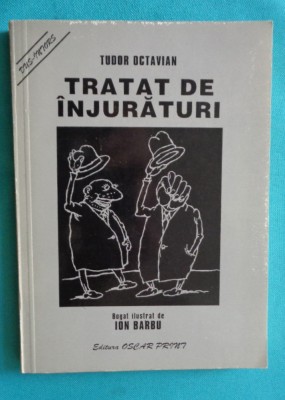 TUDOR OCTAVIAN
TRATAT DE
ÎNJURĂTURI
Bogat ilustrat de
ION BARBU
Editura OSCAR PRINT